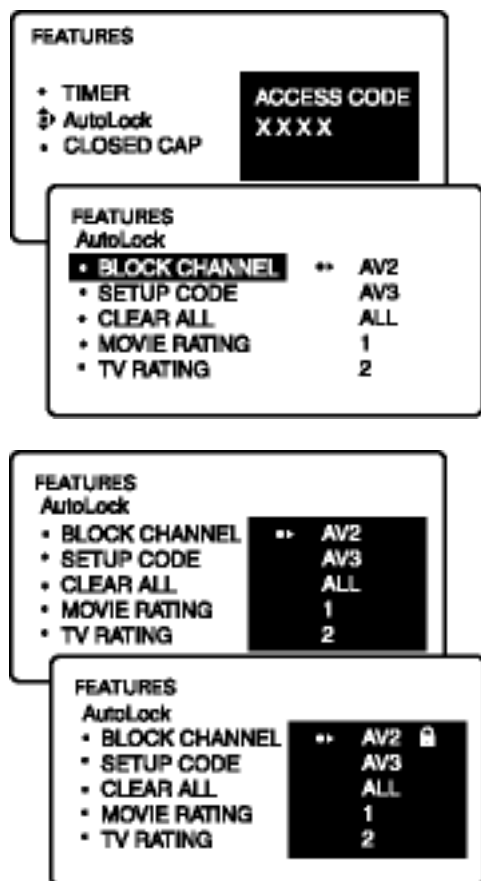 FEATURES
TIMER
AutoLock
CLOSED CAP
ACCESS CODE
X X X X
FEATURES
AutoLock
• BLOCK CHANNEL AV2
• SETUP CODE AV3
• CLEAR ALL ALL
• MOVIE RATING 1
• TV RATING 2
FEATURES
AutoLock
• BLOCK CHANNEL AV2
• SETUP CODE AV3
• CLEAR ALL ALL
• MOVIE RATING 1
• TV RATING 2
FEATURES
AutoLock
• BLOCK CHANNEL AV2
• SETUP CODE AV3
• CLEAR ALL ALL
• MOVIE RATING 1
• TV RATING 2